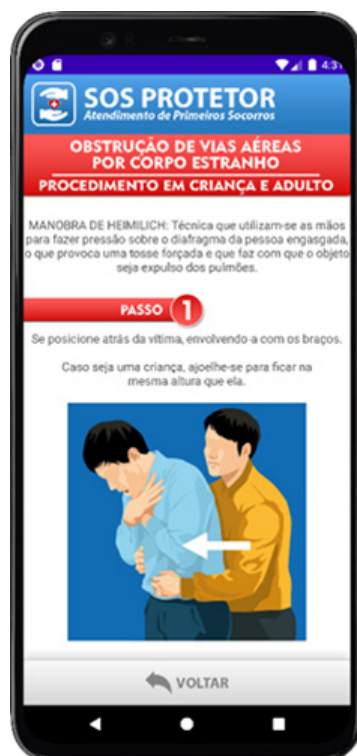 4:31
SOS PROTETOR
Atendimento de Primeiros Socorros
OBSTRUÇÃO DE VIAS AÉREAS
POR CORPO ESTRANHO
PROCEDIMENTO EM CRIANÇA E ADULTO
MANOBRA DE HEIMILICH: Técnica que utilizam-se as mãos
para fazer pressão sobre o diafragma da pessoa engasgada,
o que provoca uma tosse forçada e que faz com que o objeto
seja expulso dos pulmões.
PASSO 1
Se posicione atrás da vítima, envolvendo-a com os braços.
Caso seja uma criança, ajoelhe-se para ficar na
mesma altura que ela.
VOLTAR